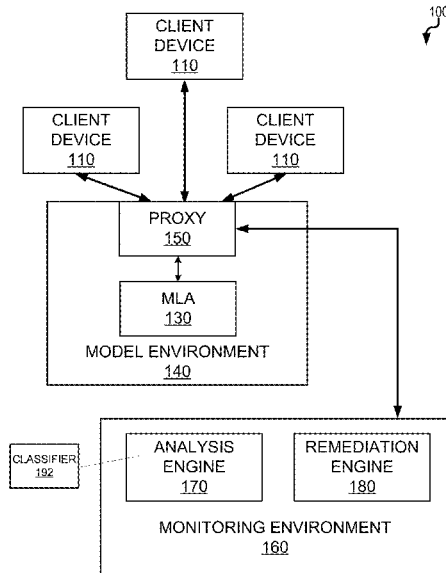 100
CLIENT
DEVICE
110
CLIENT
DEVICE
110
CLIENT
DEVICE
110
PROXY
150
MLA
130
MODEL ENVIRONMENT
140
CLASSIFIER
192
ANALYSIS
ENGINE
170
REMEDIATION
ENGINE
180
MONITORING ENVIRONMENT
160